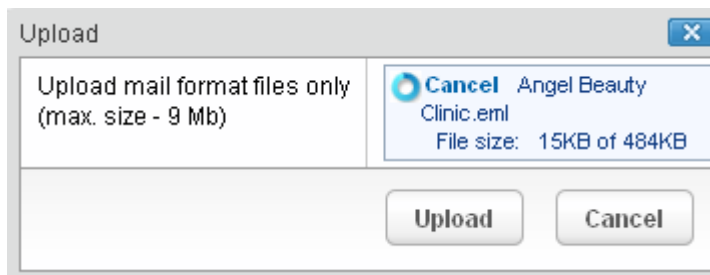 Upload
Upload mail format files only
(max. size - 9 Mb)
Cancel Angel Beauty
Clinic.eml
File size: 15KB of 484KB
Upload
Cancel